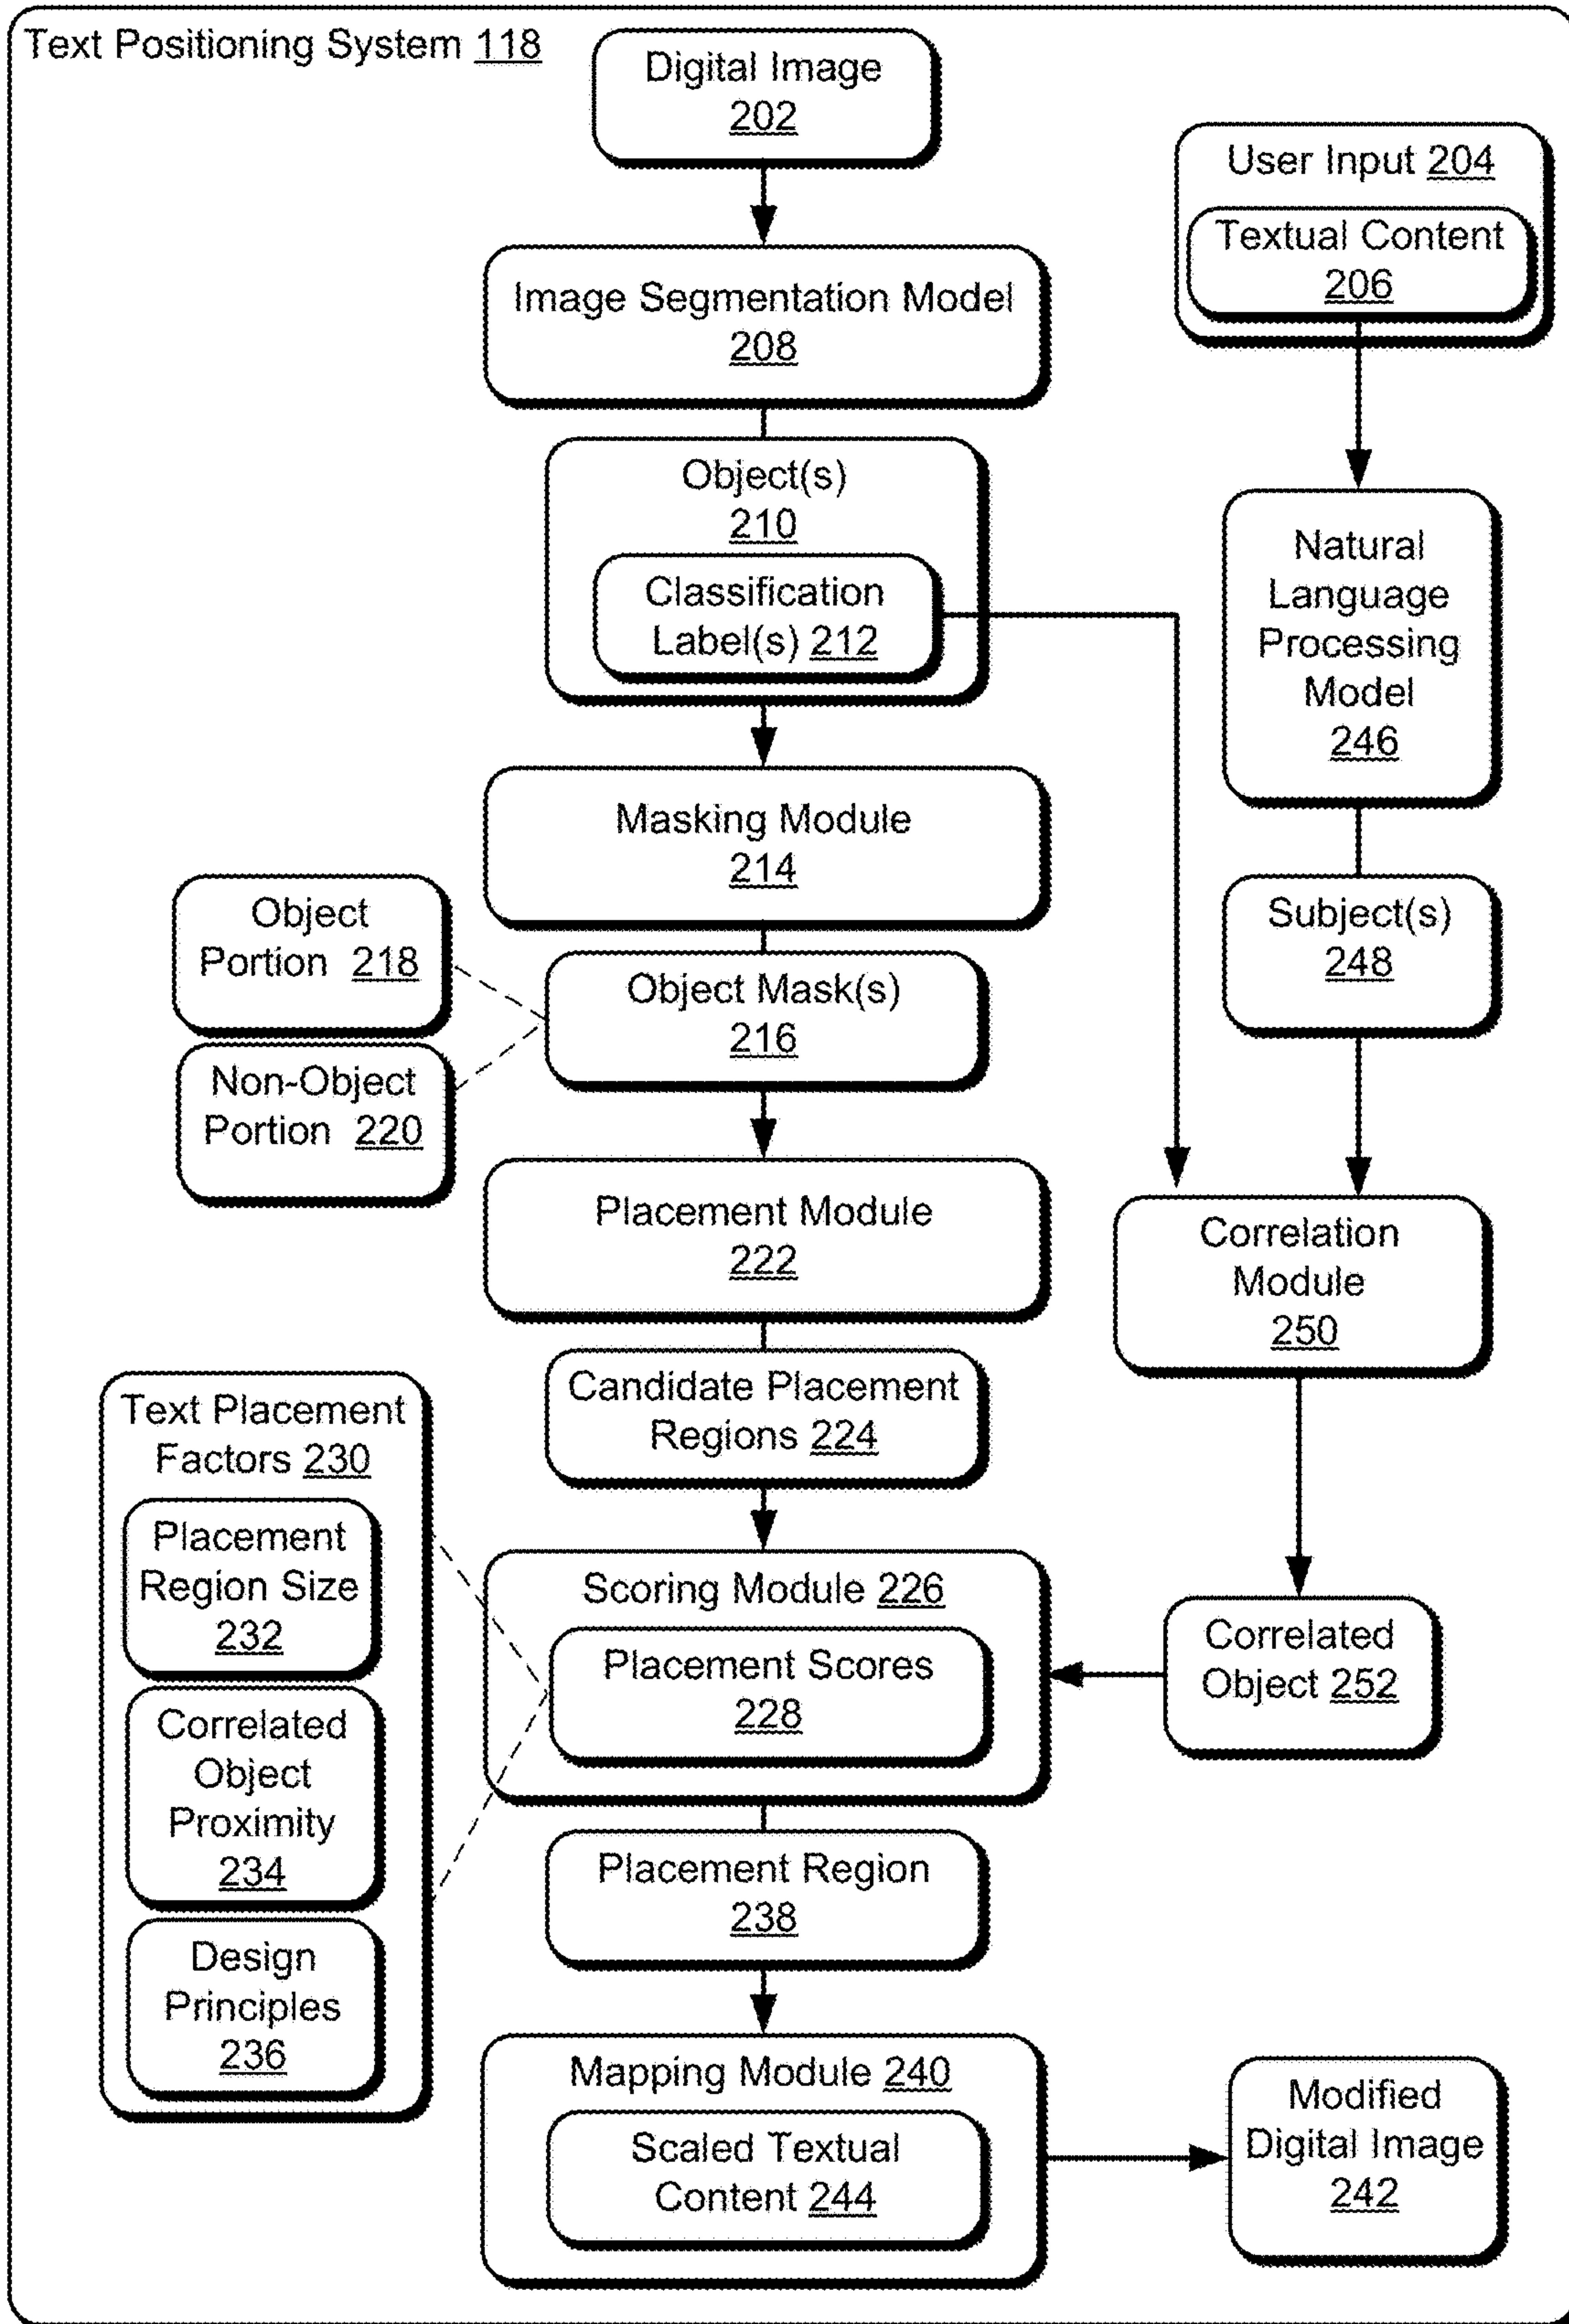 Text Positioning System 118
Digital Image
202
User Input 204
Textual Content
206
Image Segmentation Model
208
Object(s)
210
Classification
Label(s) 212
Natural
Language
Processing
Model
246
Masking Module
214
Object
Portion 218
Non-Object
Portion 220
Object Mask(s)
216
Subject(s)
248
Placement Module
222
Correlation
Module
250
Candidate Placement
Regions 224
Text Placement
Factors 230
Placement
Region Size
232
Correlated
Object
Proximity
234
Design
Principles
236
Scoring Module 226
Placement Scores
228
Correlated
Object 252
Placement Region
238
Mapping Module 240
Scaled Textual
Content 244
Modified
Digital Image
242